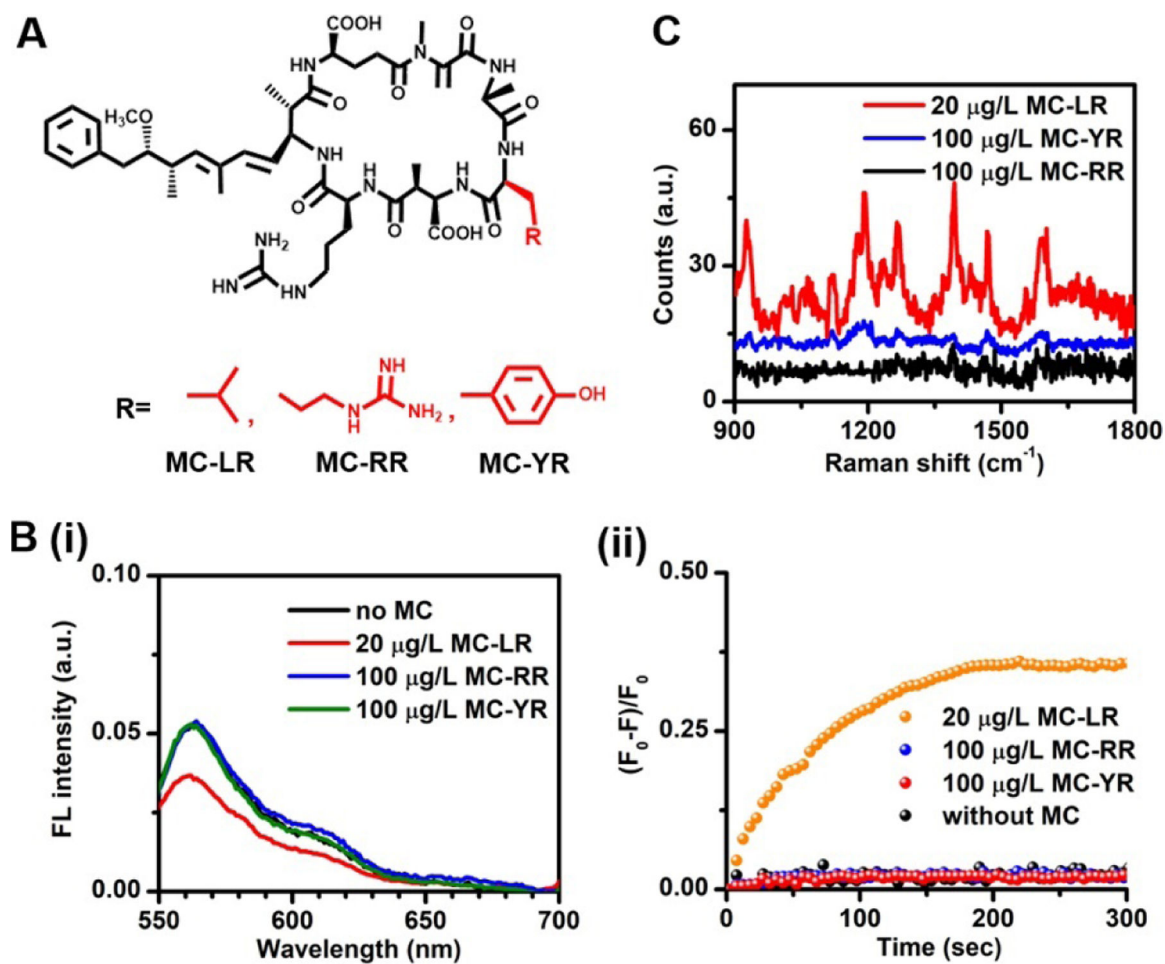 A
COOH
O
N
O
HN
O
NH
O
O
H₃CO
HN
NH
O
H
N
O
H
N
O
COOH
R
NH₂
HN
N
H
R=
,
NH
N
H
NH₂
,
OH
MC-LR
MC-RR
MC-YR
C
20 μg/L MC-LR
100 μg/L MC-YR
100 μg/L MC-RR
60
30
0
Counts (a.u.)
900 1200 1500 1800
Raman shift (cm⁻¹)
B (i)
0.10
0.05
0.00
FL intensity (a.u.)
no MC
20 μg/L MC-LR
100 μg/L MC-RR
100 μg/L MC-YR
550 600 650 700
Wavelength (nm)
(ii)
0.50
0.25
0.00
(F₀-F)/F₀
20 μg/L MC-LR
100 μg/L MC-RR
100 μg/L MC-YR
without MC
0 100 200 300
Time (sec)